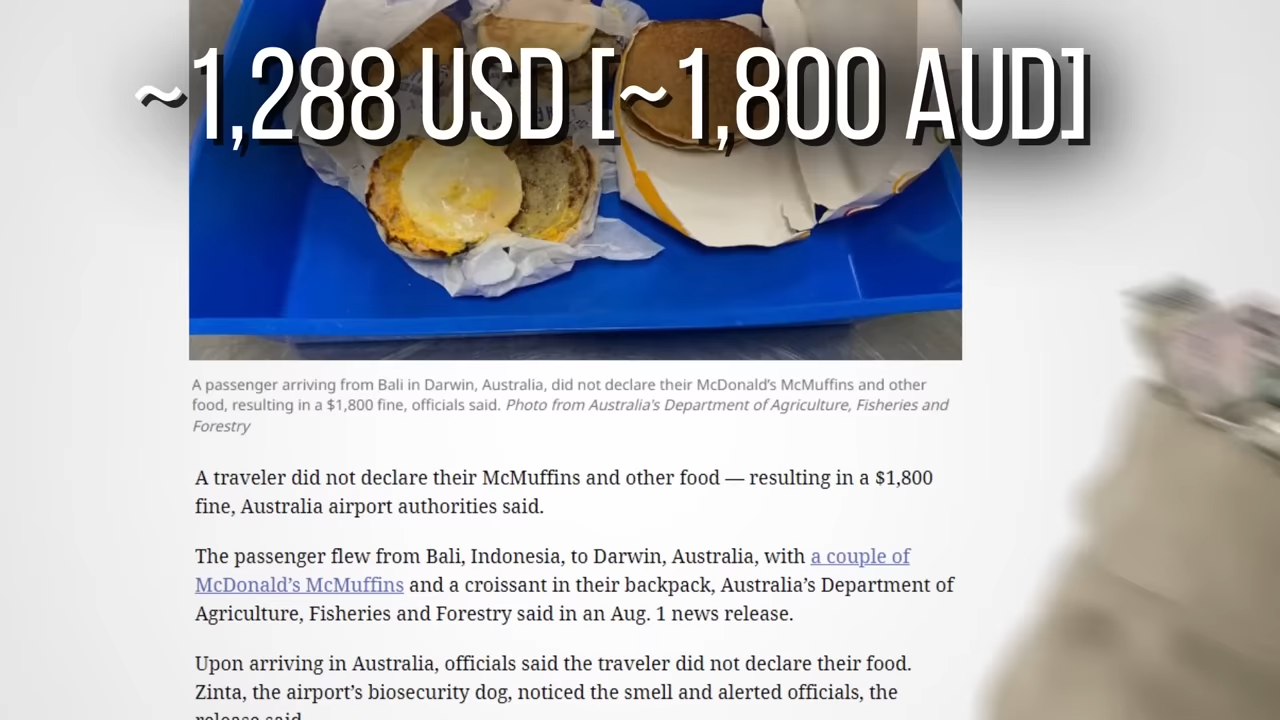 ~1,288 USD [~1,800 AUD]
A passenger arriving from Bali in Darwin, Australia, did not declare their McDonald's McMuffins and other
food, resulting in a $1,800 fine, officials said. Photo from Australia's Department of Agriculture, Fisheries and
Forestry
A traveler did not declare their McMuffins and other food — resulting in a $1,800
fine, Australia airport authorities said.
The passenger flew from Bali, Indonesia, to Darwin, Australia, with a couple of
McDonald's McMuffins and a croissant in their backpack, Australia's Department of
Agriculture, Fisheries and Forestry said in an Aug. 1 news release.
Upon arriving in Australia, officials said the traveler did not declare their food.
Zinta, the airport's biosecurity dog, noticed the smell and alerted officials, the
release said.